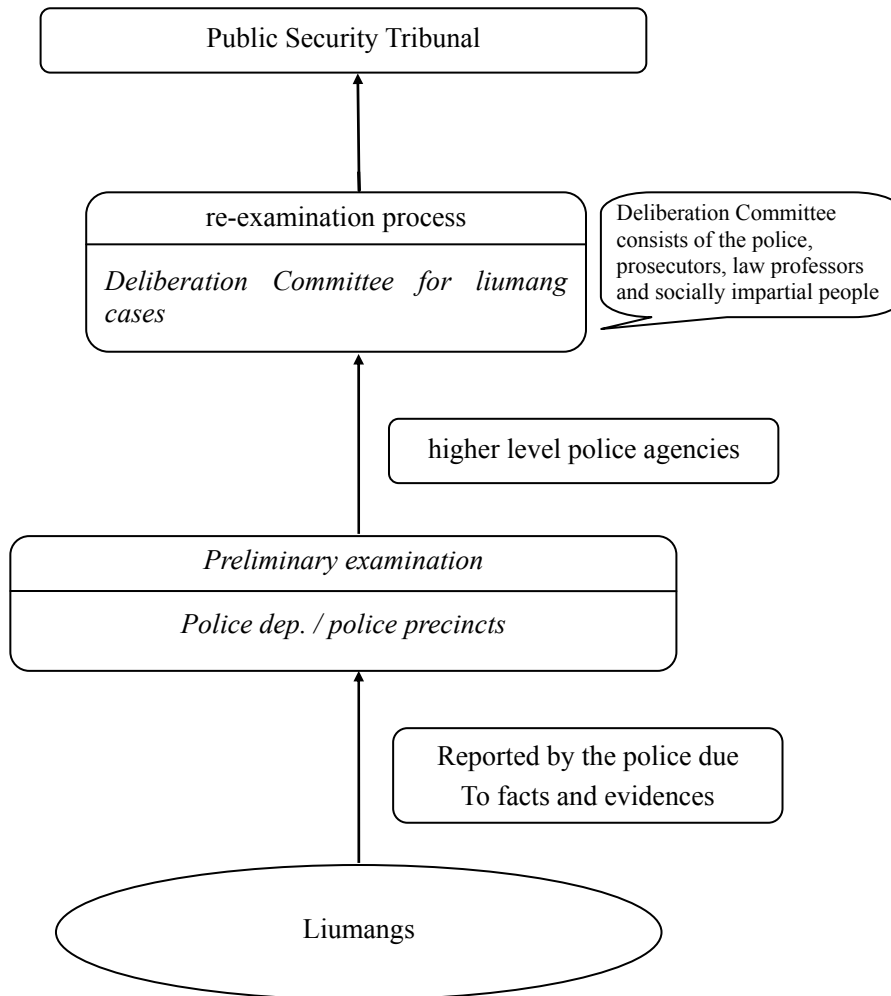 Public Security Tribunal
re-examination process
Deliberation Committee for liumang
cases
Deliberation Committee
consists of the police,
prosecutors, law professors
and socially impartial people
higher level police agencies
Preliminary examination
Police dep. / police precincts
Reported by the police due
To facts and evidences
Liumangs